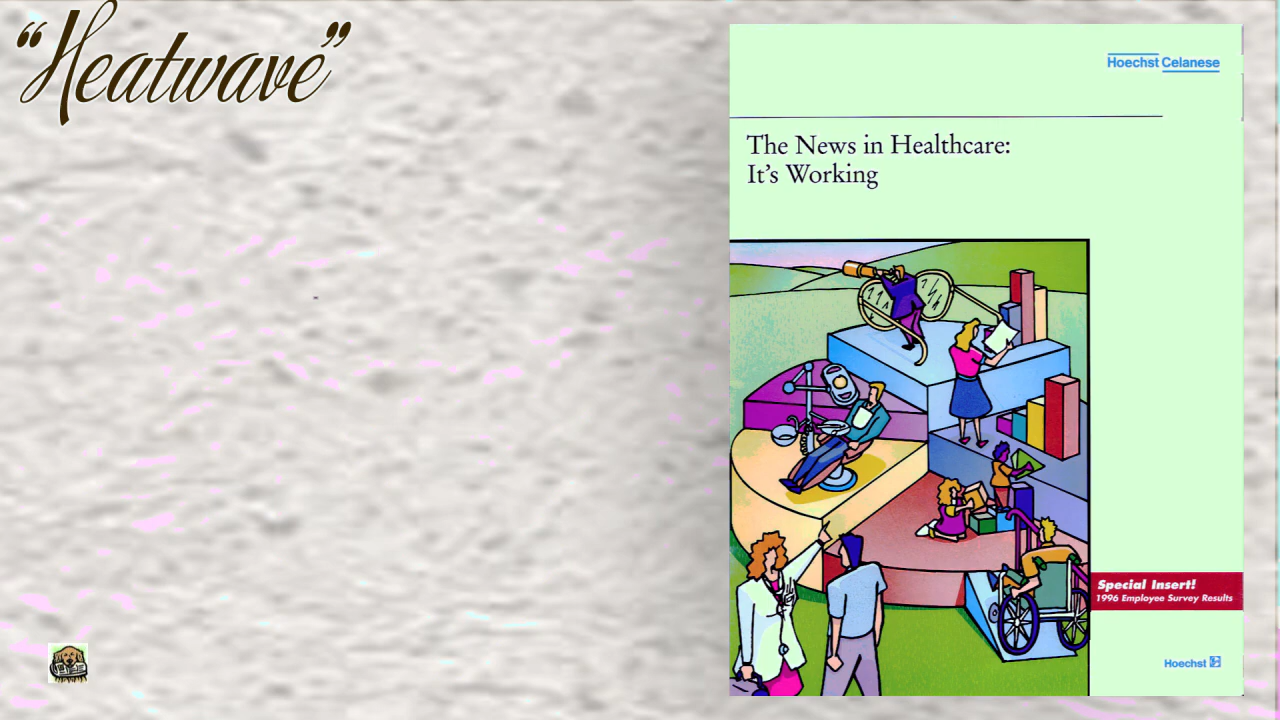 “Heatwave”
Hoechst Celanese
The News in Healthcare:
It’s Working
Special Insert!
1996 Employee Survey Results
Hoechst